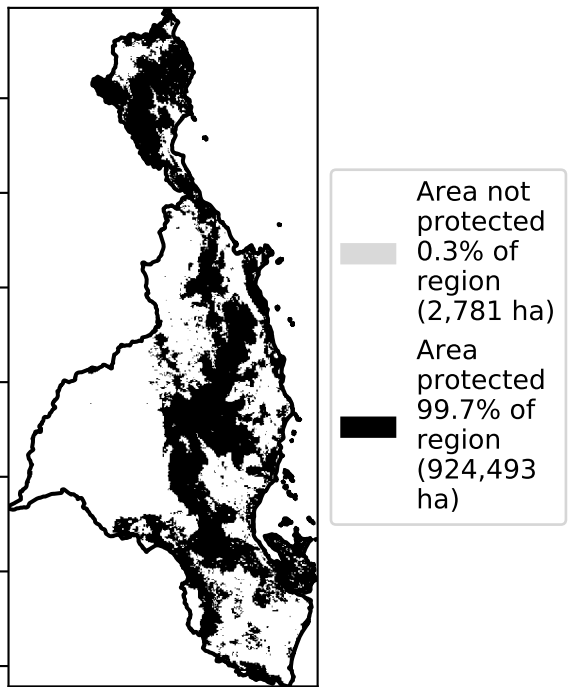 Area not
protected
0.3% of
region
(2,781 ha)
Area
protected
99.7% of
region
(924,493
ha)